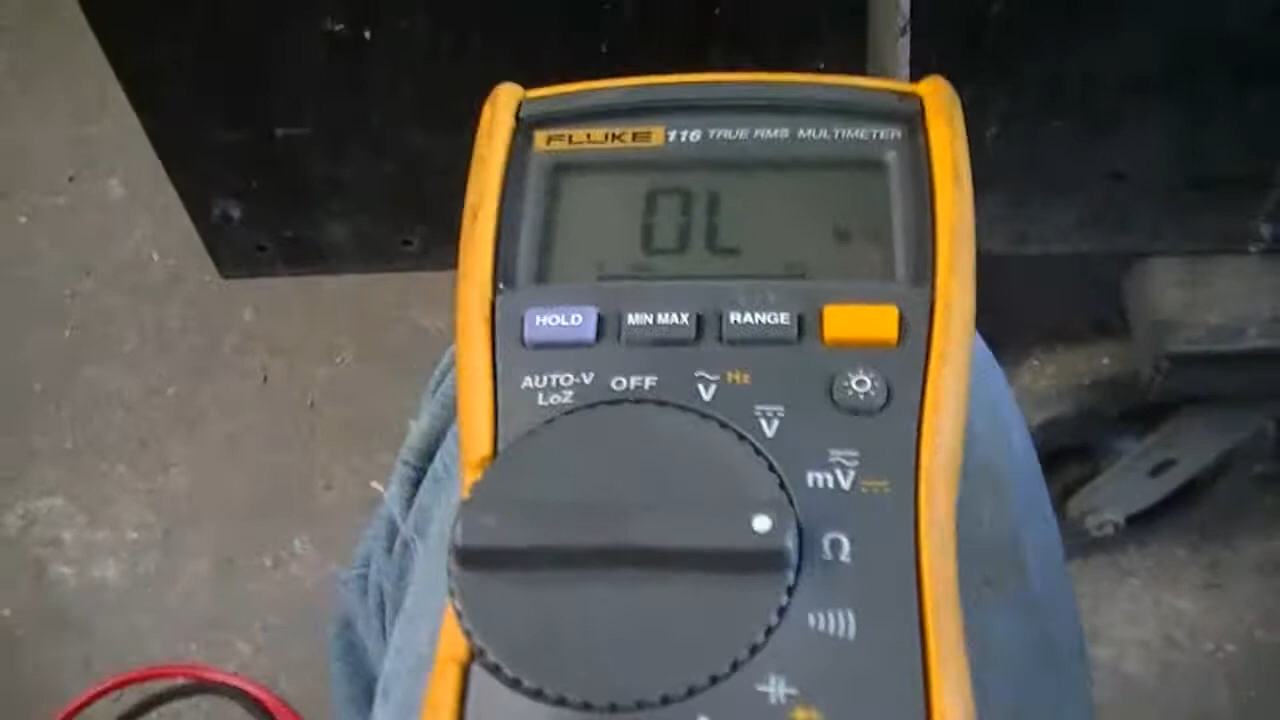 FLUKE 116 TRUE RMS MULTIMETER
OL
HOLD MIN MAX RANGE
AUTO-V LoZ
OFF
V Hz
V
mV
Ω